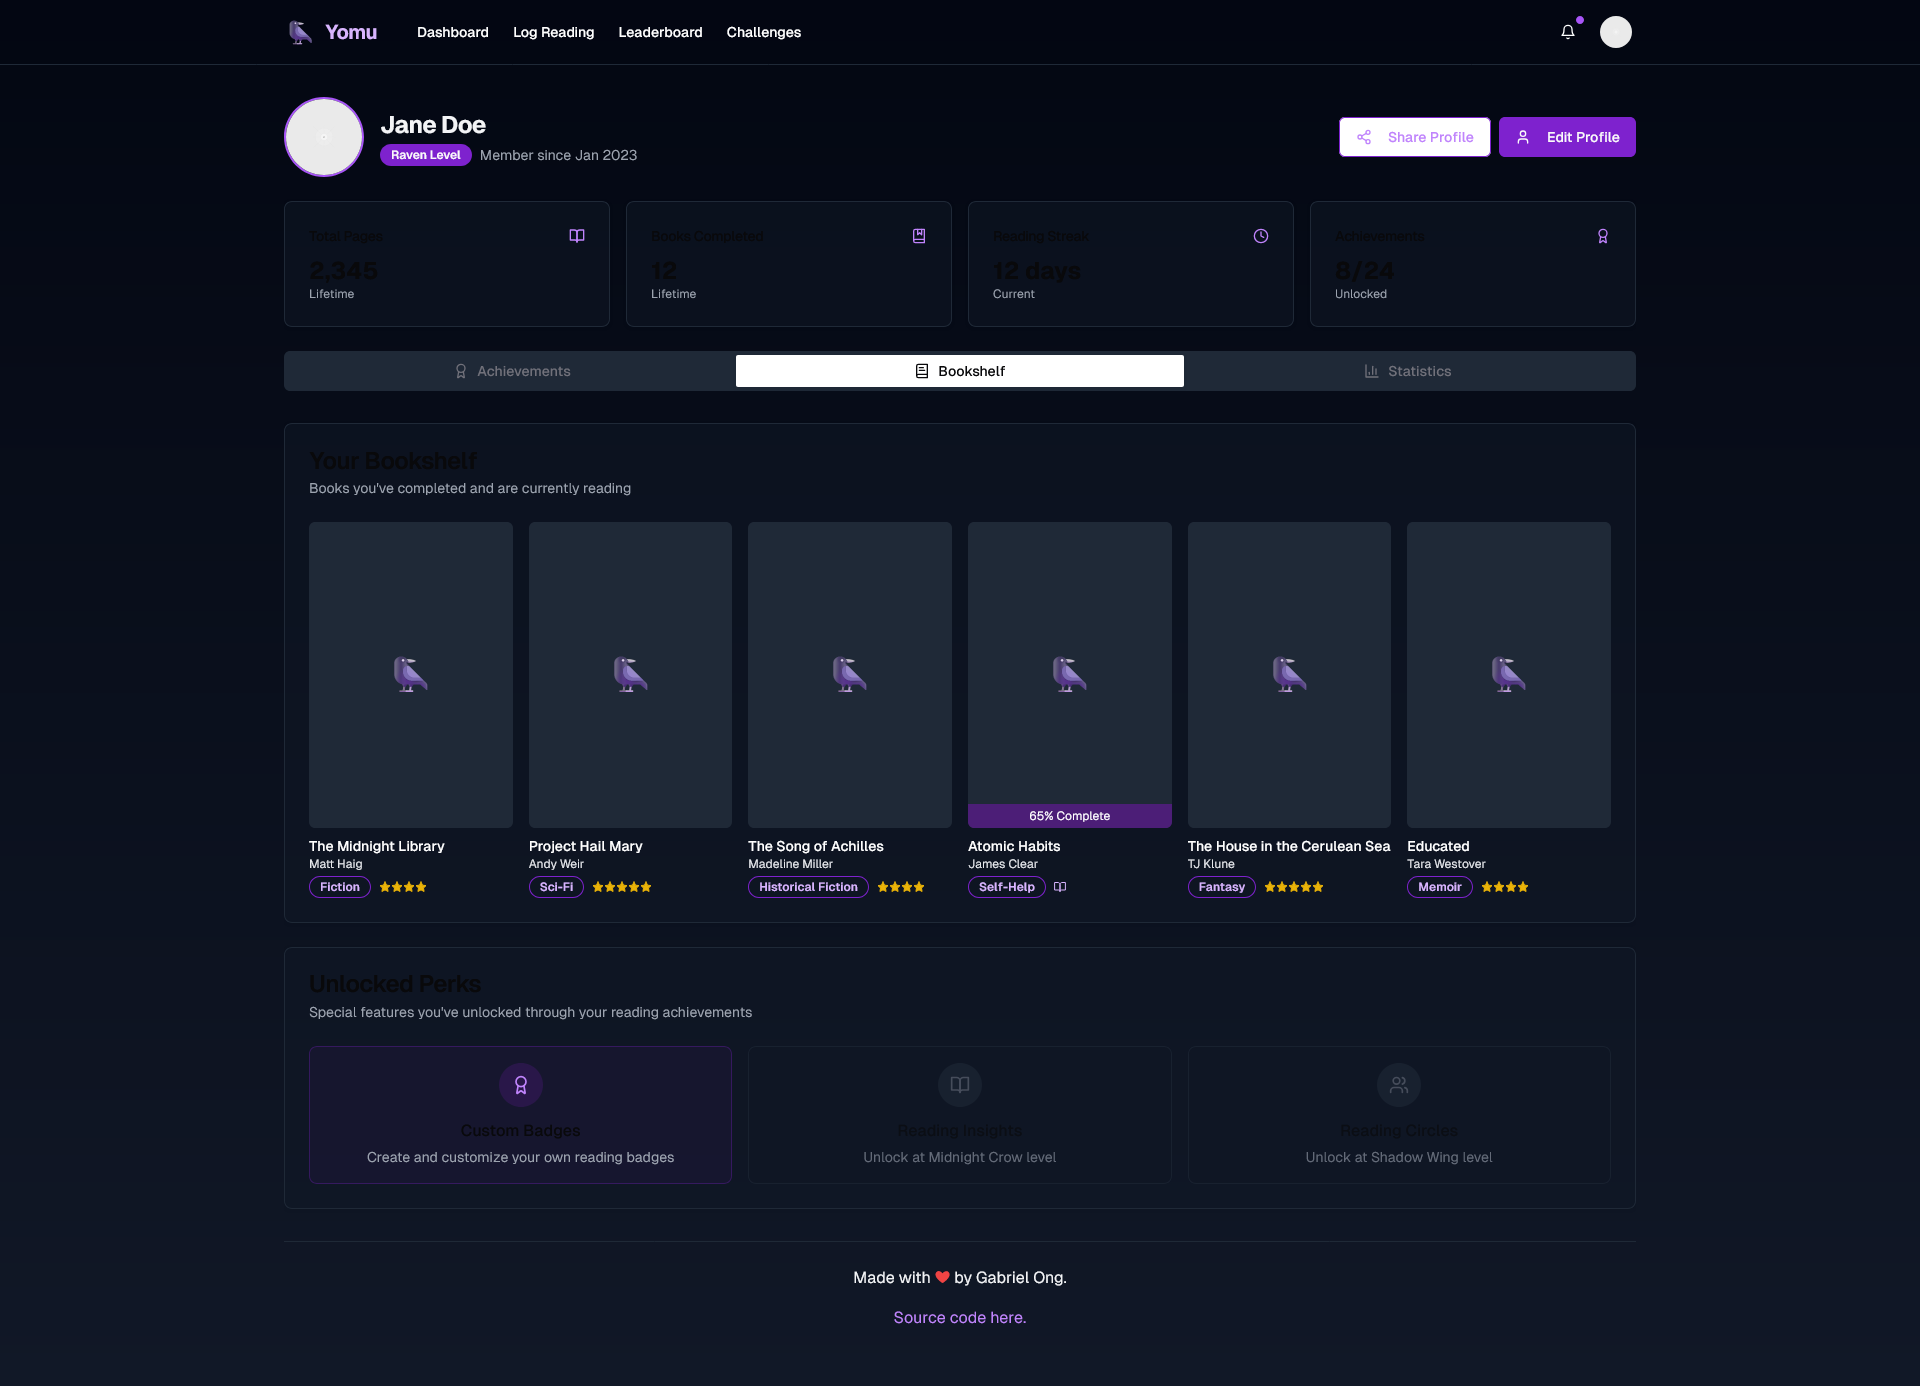 Yomu Dashboard Log Reading Leaderboard Challenges
Jane Doe
Raven Level Member since Jan 2023
Share Profile Edit Profile
Total Pages
2,345
Lifetime
Books Completed
12
Lifetime
Reading Streak
12 days
Current
Achievements
8/24
Unlocked
Achievements Bookshelf Statistics
Your Bookshelf
Books you've completed and are currently reading
The Midnight Library
Matt Haig
Fiction
Project Hail Mary
Andy Weir
Sci-Fi
The Song of Achilles
Madeline Miller
Historical Fiction
65% Complete
Atomic Habits
James Clear
Self-Help
The House in the Cerulean Sea
TJ Klune
Fantasy
Educated
Tara Westover
Memoir
Unlocked Perks
Special features you've unlocked through your reading achievements
Custom Badges
Create and customize your own reading badges
Reading Insights
Unlock at Midnight Crow level
Reading Circles
Unlock at Shadow Wing level
Made with ❤️ by Gabriel Ong.
Source code here.